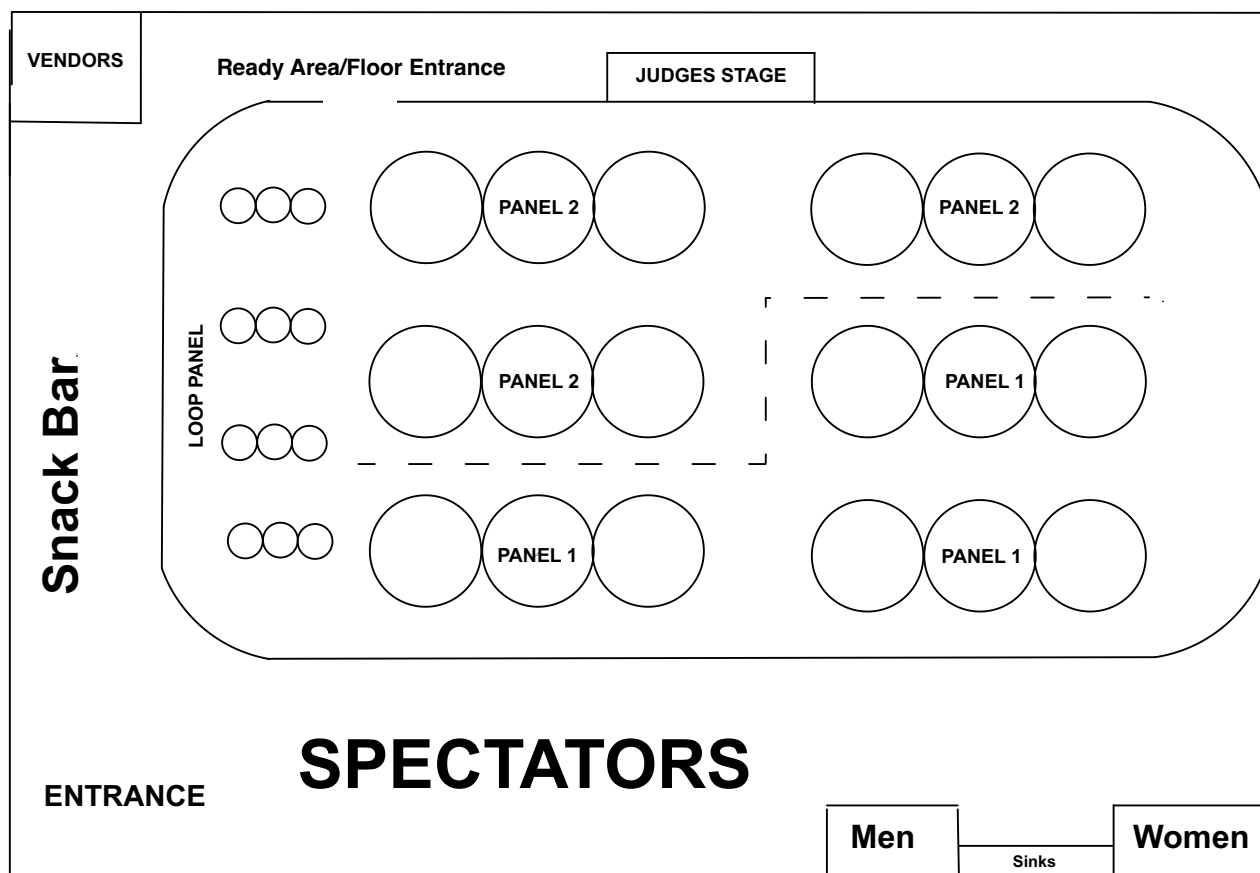 VENDORS
Ready Area/Floor Entrance
JUDGES STAGE
PANEL 2
PANEL 2
LOOP PANEL
Snack Bar
PANEL 2
PANEL 1
PANEL 1
PANEL 1
SPECTATORS
ENTRANCE
Men
Sinks
Women